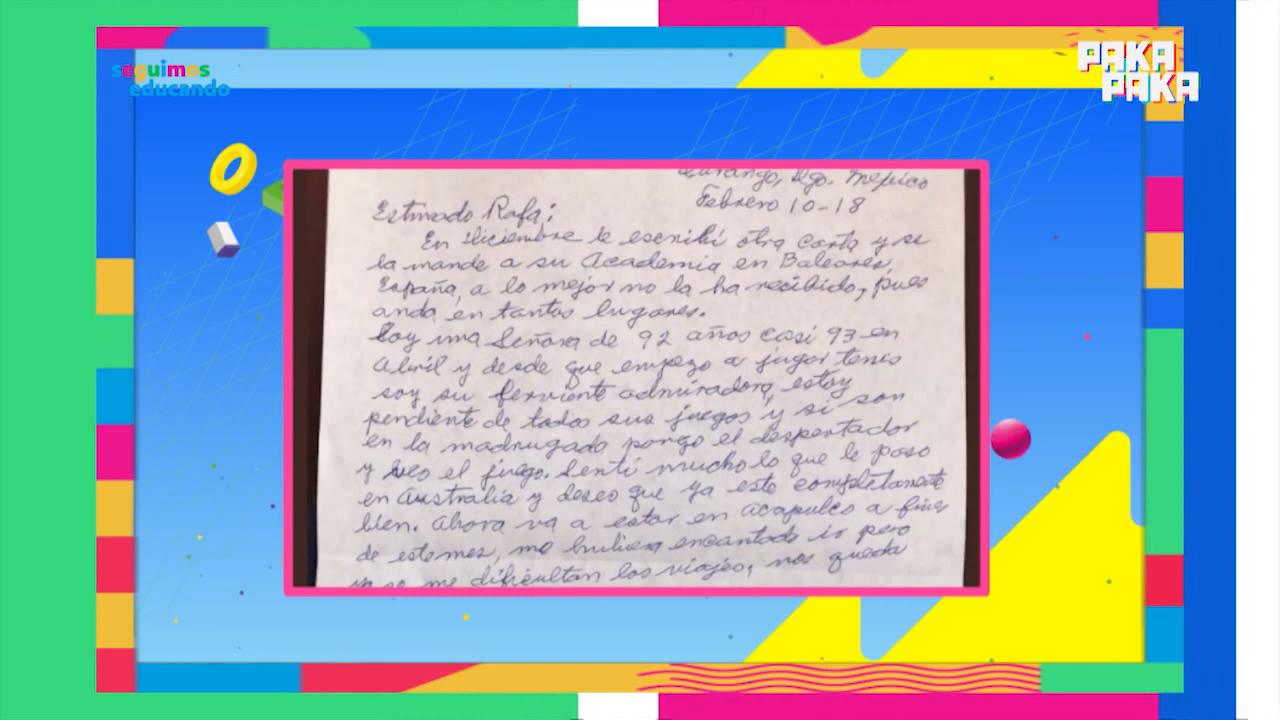 seguimos
educando
PAKA
PAKA
Durango, Dgo. Mexico
Febrero 10-18
Estimado Rafa:
En diciembre le escribí otra carta y se
la mande a su Academia en Baleares,
España, a lo mejor no la ha recibido, pues
anda en tantos lugares.
Soy una Señora de 92 años casi 93 en
Abril y desde que empezo a jugar tenis
soy su ferviente admiradora, estoy
pendiente de todos sus juegos y si son
en la madrugada pongo el despertador
y veo el juego. Sentí mucho lo que le paso
en Australia y deseo que ya este completamente
bien. Ahora va a estar en Acapulco a fines
de este mes, me hubiera encantado ir pero
ya se me dificultan los viajes, nos queda